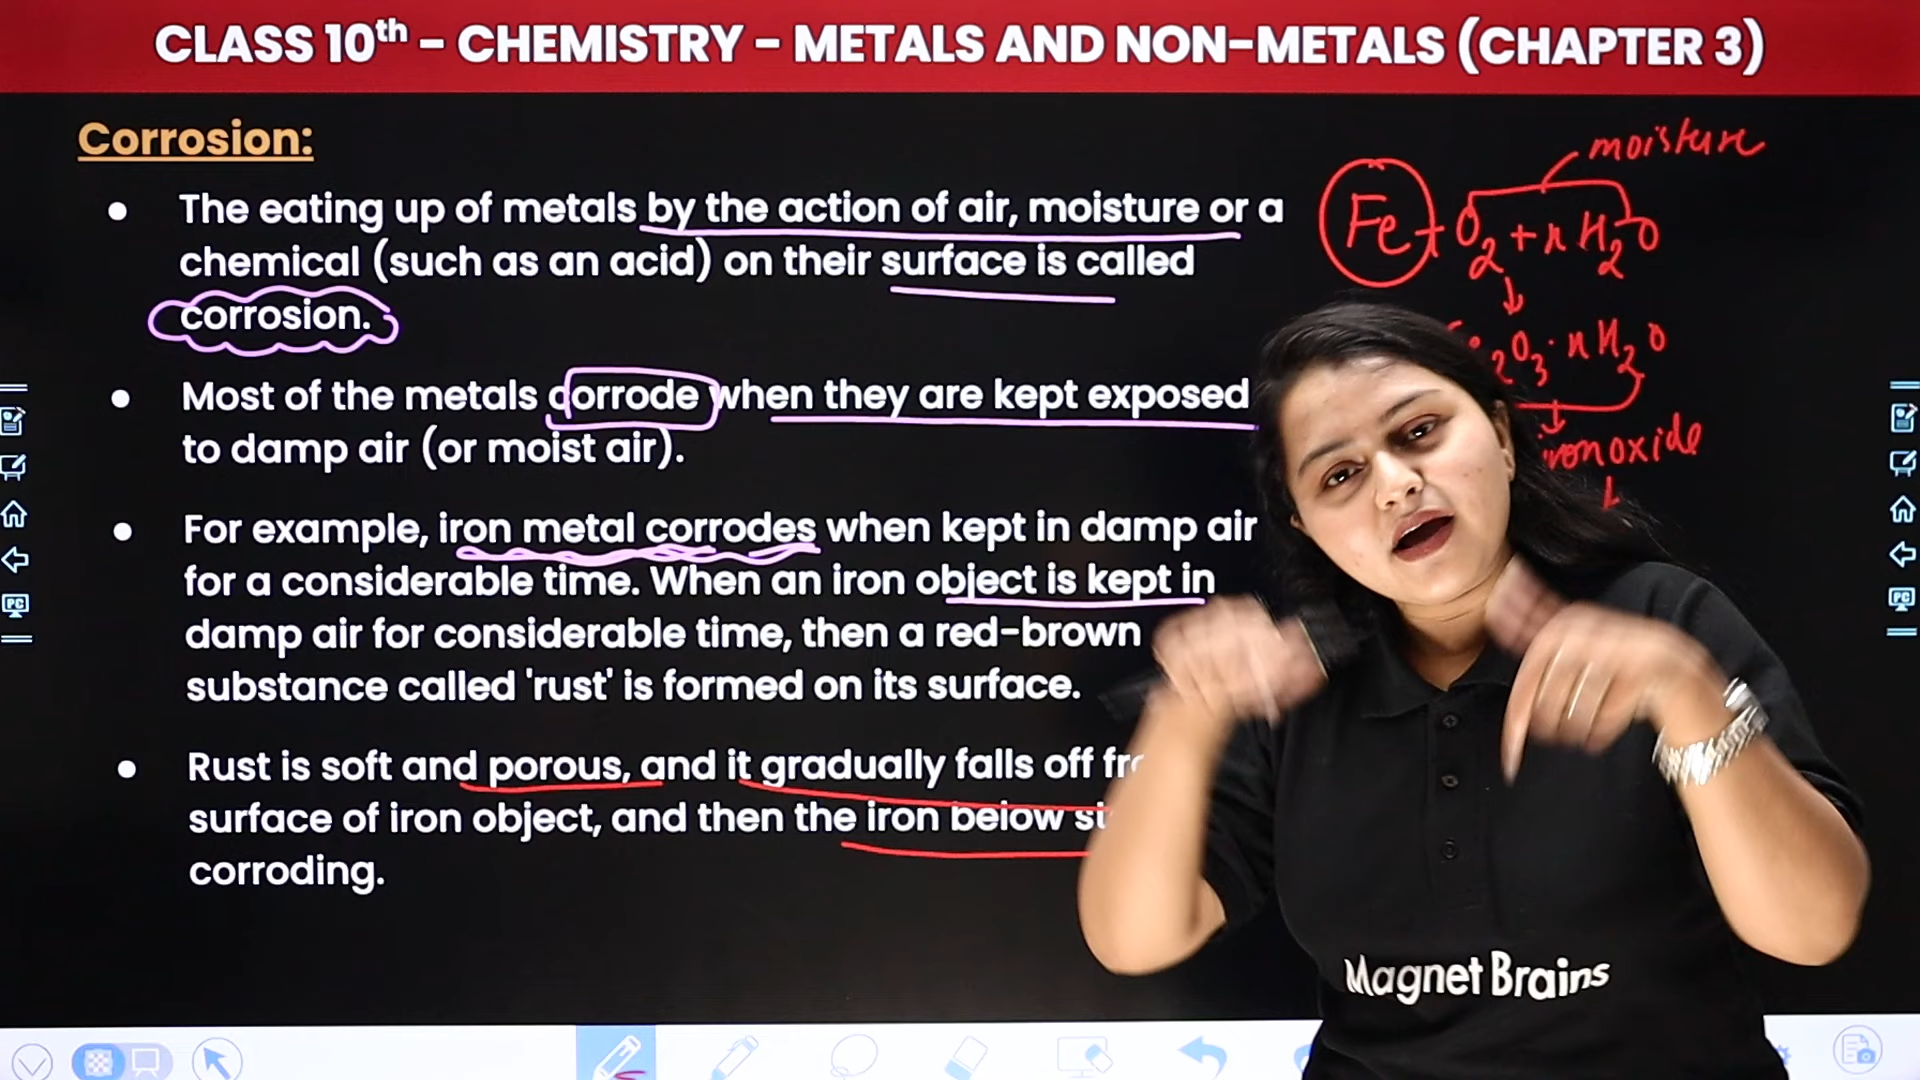 CLASS 10th - CHEMISTRY - METALS AND NON-METALS (CHAPTER 3)
Corrosion:
• The eating up of metals by the action of air, moisture or a
chemical (such as an acid) on their surface is called
corrosion.
• Most of the metals corrode when they are kept exposed
to damp air (or moist air).
• For example, iron metal corrodes when kept in damp air
for a considerable time. When an iron object is kept in
damp air for considerable time, then a red-brown
substance called 'rust' is formed on its surface.
• Rust is soft and porous, and it gradually falls off
surface of iron object, and then the iron below
corroding.
moisture
Fe + O2 + x H2O
2O3 · x H2O
iron oxide
PC
PC
Magnet Brains